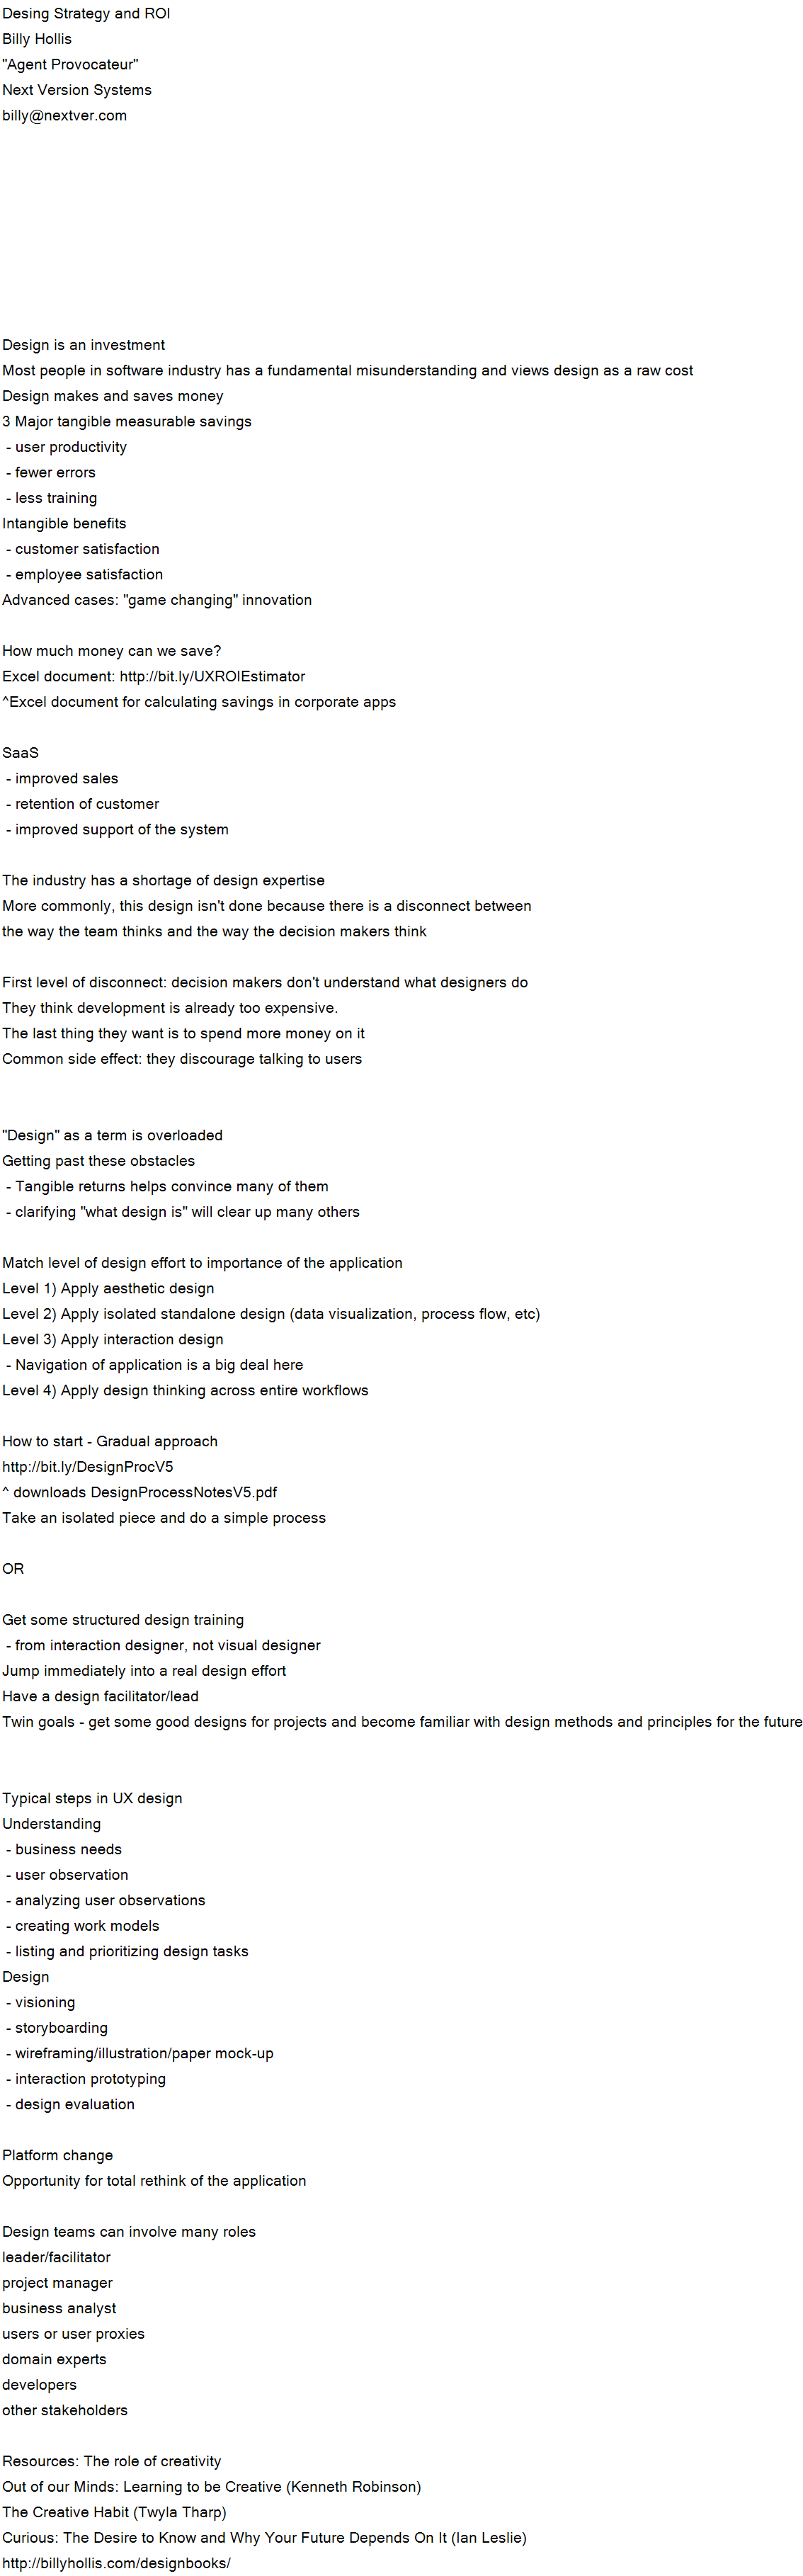 Desing Strategy and ROI
Billy Hollis
"Agent Provocateur"
Next Version Systems
billy@nextver.com
Design is an investment
Most people in software industry has a fundamental misunderstanding and views design as a raw cost
Design makes and saves money
3 Major tangible measurable savings
- user productivity
- fewer errors
- less training
Intangible benefits
- customer satisfaction
- employee satisfaction
Advanced cases: "game changing" innovation
How much money can we save?
Excel document: http://bit.ly/UXROIEstimator
^Excel document for calculating savings in corporate apps
SaaS
- improved sales
- retention of customer
- improved support of the system
The industry has a shortage of design expertise
More commonly, this design isn't done because there is a disconnect between
the way the team thinks and the way the decision makers think
First level of disconnect: decision makers don't understand what designers do
They think development is already too expensive.
The last thing they want is to spend more money on it
Common side effect: they discourage talking to users
"Design" as a term is overloaded
Getting past these obstacles
- Tangible returns helps convince many of them
- clarifying "what design is" will clear up many others
Match level of design effort to importance of the application
Level 1) Apply aesthetic design
Level 2) Apply isolated standalone design (data visualization, process flow, etc)
Level 3) Apply interaction design
- Navigation of application is a big deal here
Level 4) Apply design thinking across entire workflows
How to start - Gradual approach
http://bit.ly/DesignProcV5
^ downloads DesignProcessNotesV5.pdf
Take an isolated piece and do a simple process
OR
Get some structured design training
- from interaction designer, not visual designer
Jump immediately into a real design effort
Have a design facilitator/lead
Twin goals - get some good designs for projects and become familiar with design methods and principles for the future
Typical steps in UX design
Understanding
- business needs
- user observation
- analyzing user observations
- creating work models
- listing and prioritizing design tasks
Design
- visioning
- storyboarding
- wireframing/illustration/paper mock-up
- interaction prototyping
- design evaluation
Platform change
Opportunity for total rethink of the application
Design teams can involve many roles
leader/facilitator
project manager
business analyst
users or user proxies
domain experts
developers
other stakeholders
Resources: The role of creativity
Out of our Minds: Learning to be Creative (Kenneth Robinson)
The Creative Habit (Twyla Tharp)
Curious: The Desire to Know and Why Your Future Depends On It (Ian Leslie)
http://billyhollis.com/designbooks/